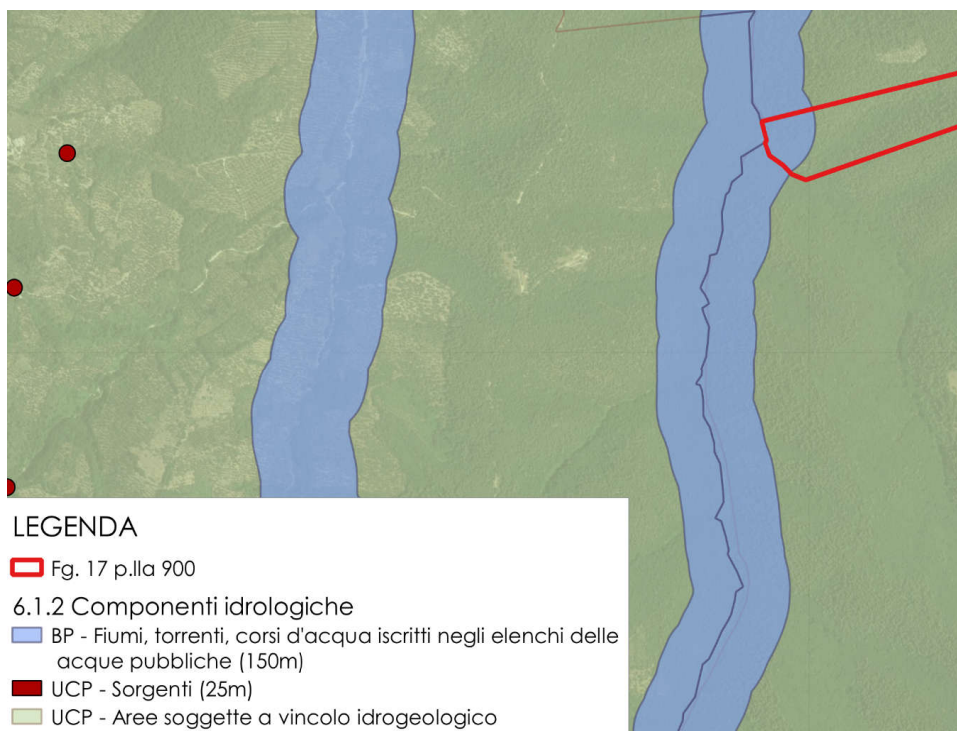 LEGENDA
Fg. 17 p.lla 900
6.1.2 Componenti idrologiche
BP - Fiumi, torrenti, corsi d'acqua iscritti negli elenchi delle
acque pubbliche (150m)
UCP - Sorgenti (25m)
UCP - Aree soggette a vincolo idrogeologico